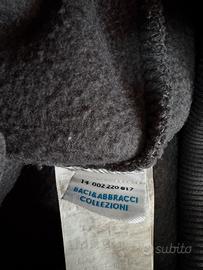 14 002 220 817
BACI&ABBRACCI
COLLEZIONI
subito